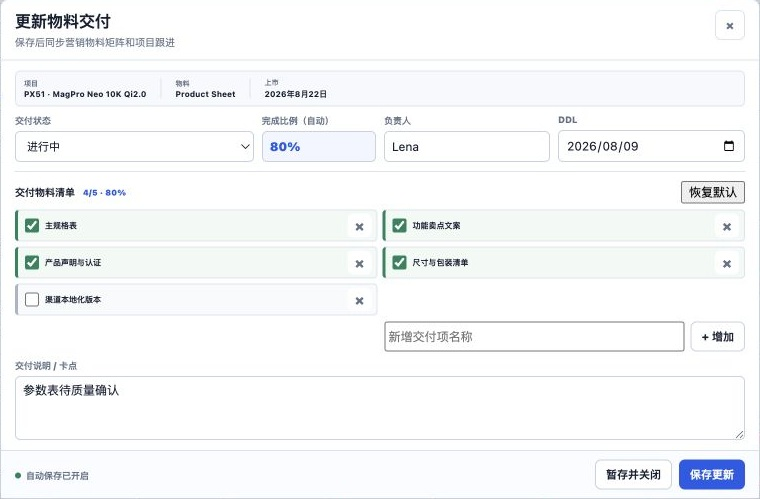 更新物料交付
保存后同步营销物料矩阵和项目跟进
×
项目 物料 上市
PX51 · MagPro Neo 10K Qi2.0 Product Sheet 2026年8月22日
交付状态 完成比例（自动） 负责人 DDL
进行中 80% Lena 2026/08/09
交付物料清单 4/5 · 80% 恢复默认
主规格表 × 功能卖点文案 ×
产品声明与认证 × 尺寸与包装清单 ×
渠道本地化版本 ×
新增交付项名称 + 增加
交付说明 / 卡点
参数表待质量确认
自动保存已开启 暂存并关闭 保存更新